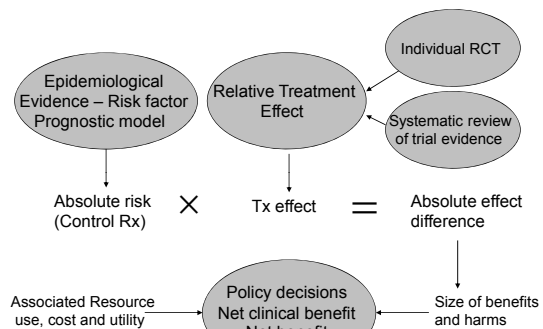 Individual RCT
Epidemiological
Evidence – Risk factor
Prognostic model
Relative Treatment
Effect
Systematic review
of trial evidence
Absolute risk
(Control Rx)
×
Tx effect
=
Absolute effect
difference
Associated Resource
use, cost and utility
Policy decisions
Net clinical benefit
Net benefit
Size of benefits
and harms